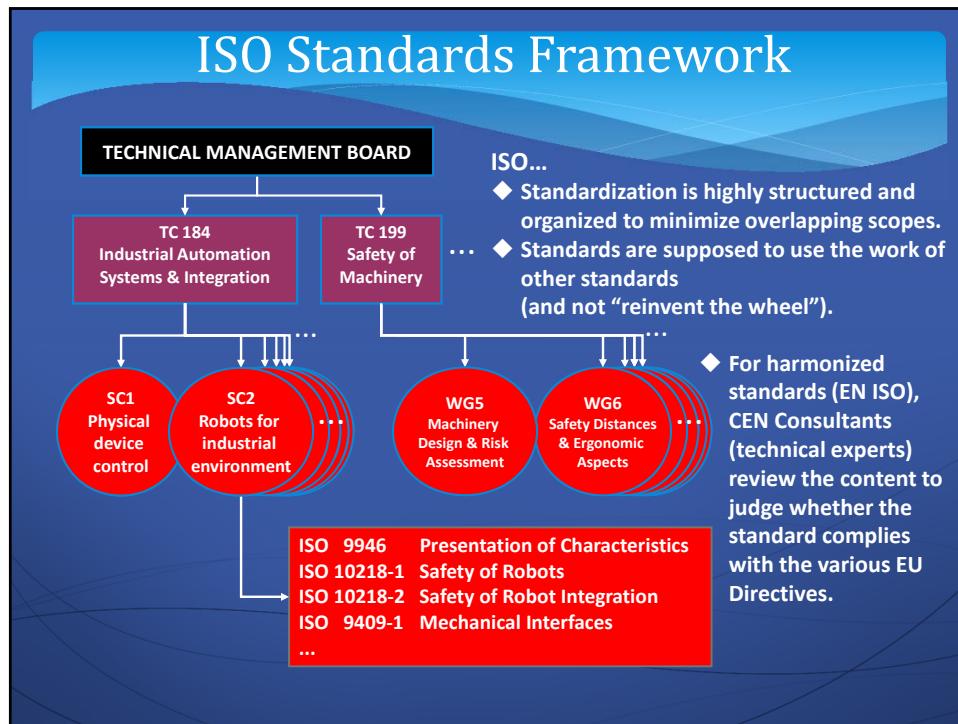 ISO Standards Framework
TECHNICAL MANAGEMENT BOARD
TC 184
Industrial Automation
Systems & Integration
TC 199
Safety of
Machinery
...
...
...
SC1
Physical
device
control
SC2
Robots for
industrial
environment
...
WG5
Machinery
Design & Risk
Assessment
WG6
Safety Distances
& Ergonomic
Aspects
...
ISO 9946 Presentation of Characteristics
ISO 10218-1 Safety of Robots
ISO 10218-2 Safety of Robot Integration
ISO 9409-1 Mechanical Interfaces
...
ISO...
◆ Standardization is highly structured and
organized to minimize overlapping scopes.
◆ Standards are supposed to use the work of
other standards
(and not “reinvent the wheel”).
◆ For harmonized
standards (EN ISO),
CEN Consultants
(technical experts)
review the content to
judge whether the
standard complies
with the various EU
Directives.